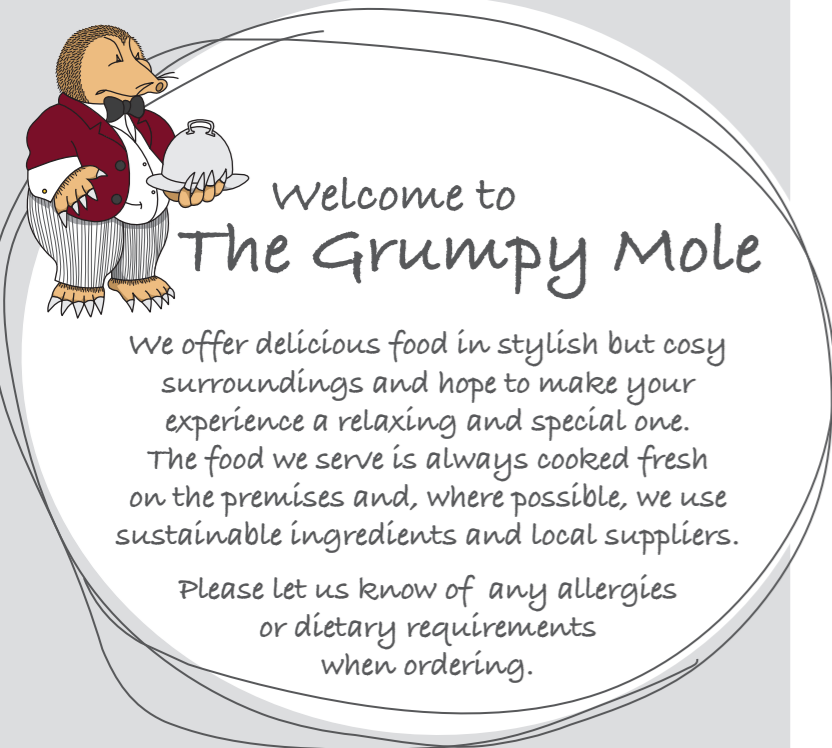 Welcome to
The Grumpy Mole
We offer delicious food in stylish but cosy
surroundings and hope to make your
experience a relaxing and special one.
The food we serve is always cooked fresh
on the premises and, where possible, we use
sustainable ingredients and local suppliers.
Please let us know of any allergies
or dietary requirements
when ordering.